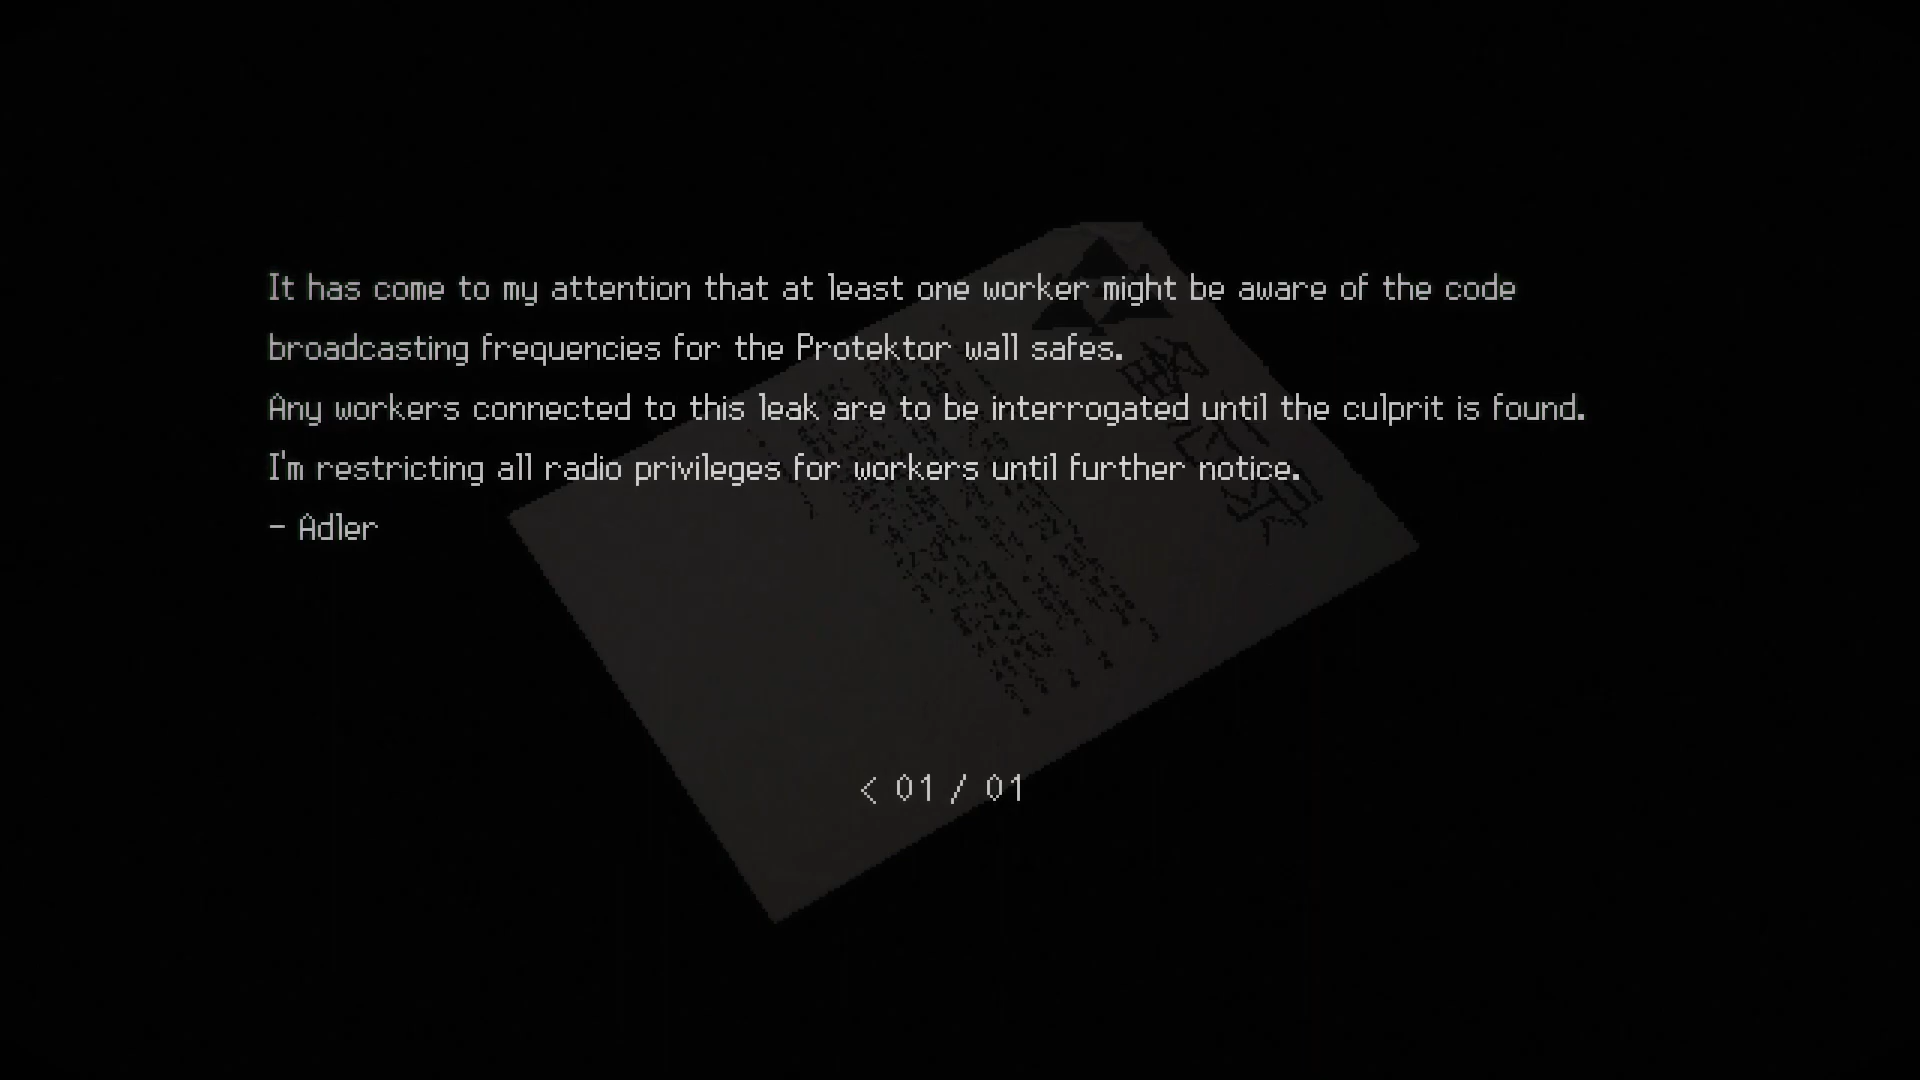 It has come to my attention that at least one worker might be aware of the code
broadcasting frequencies for the Protektor wall safes.
Any workers connected to this leak are to be interrogated until the culprit is found.
I'm restricting all radio privileges for workers until further notice.
- Adler
< 01 / 01